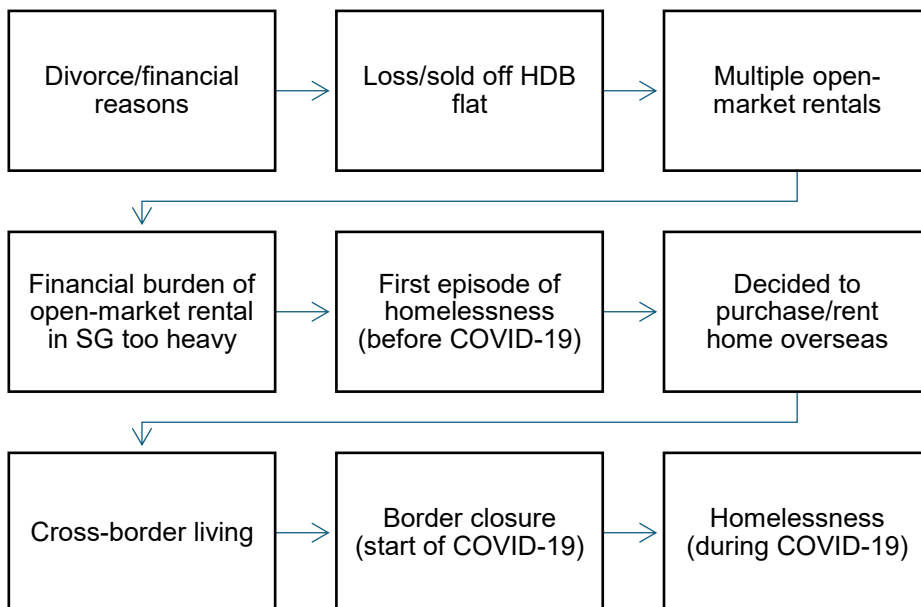 Divorce/financial
reasons
Loss/sold off HDB
flat
Multiple open-
market rentals
Financial burden of
open-market rental
in SG too heavy
First episode of
homelessness
(before COVID-19)
Decided to
purchase/rent
home overseas
Cross-border living
Border closure
(start of COVID-19)
Homelessness
(during COVID-19)